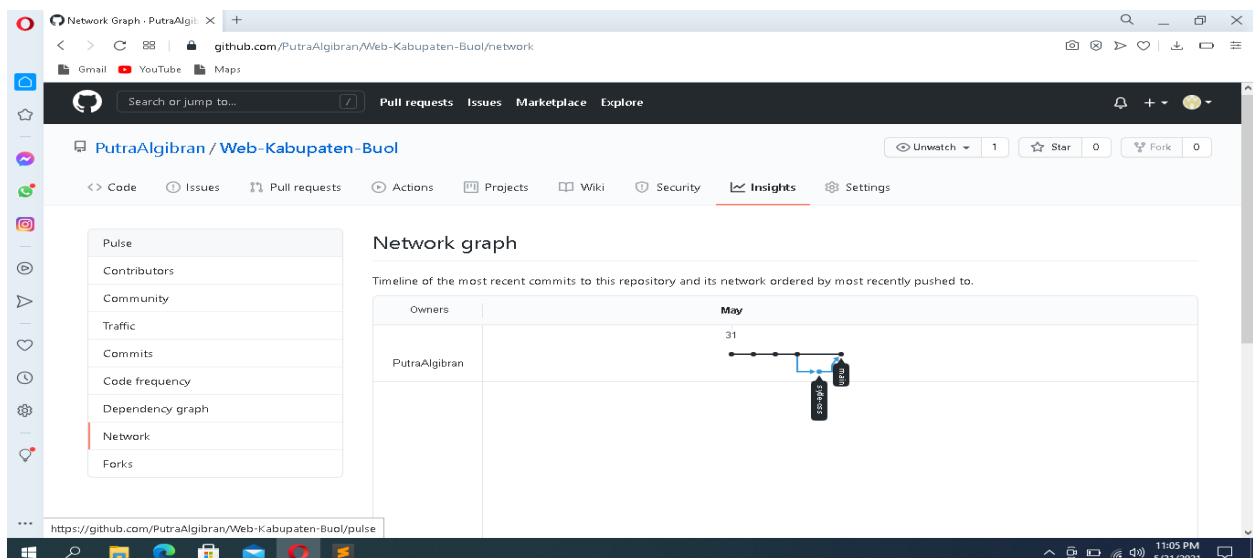 Network Graph · PutraAlgib
github.com/PutraAlgibran/Web-Kabupaten-Buol/network
Gmail YouTube Maps
Search or jump to... / Pull requests Issues Marketplace Explore
PutraAlgibran / Web-Kabupaten-Buol Unwatch 1 Star 0 Fork 0
Code Issues Pull requests Actions Projects Wiki Security Insights Settings
Pulse
Contributors
Community
Traffic
Commits
Code frequency
Dependency graph
Network
Forks
Network graph
Timeline of the most recent commits to this repository and its network ordered by most recently pushed to.
Owners May
31
PutraAlgibran
main
https://github.com/PutraAlgibran/Web-Kabupaten-Buol/pulse
11:05 PM
5/31/2021